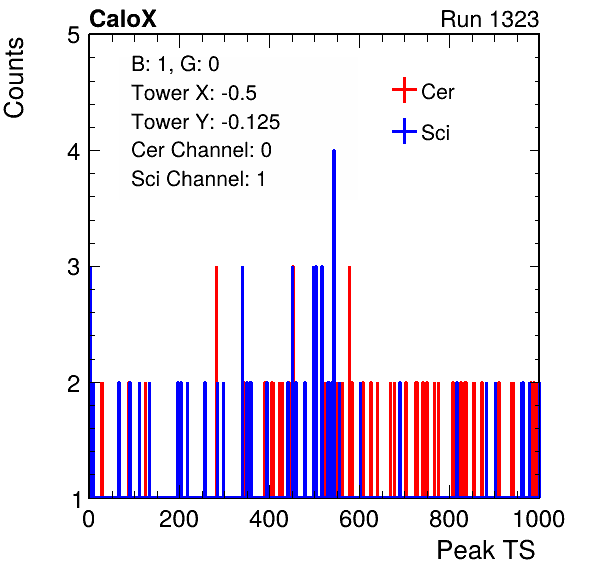 CaloX Run 1323
Counts
B: 1, G: 0
Tower X: -0.5
Tower Y: -0.125
Cer Channel: 0
Sci Channel: 1
Cer
Sci
5
4
3
2
1
0 200 400 600 800 1000
Peak TS